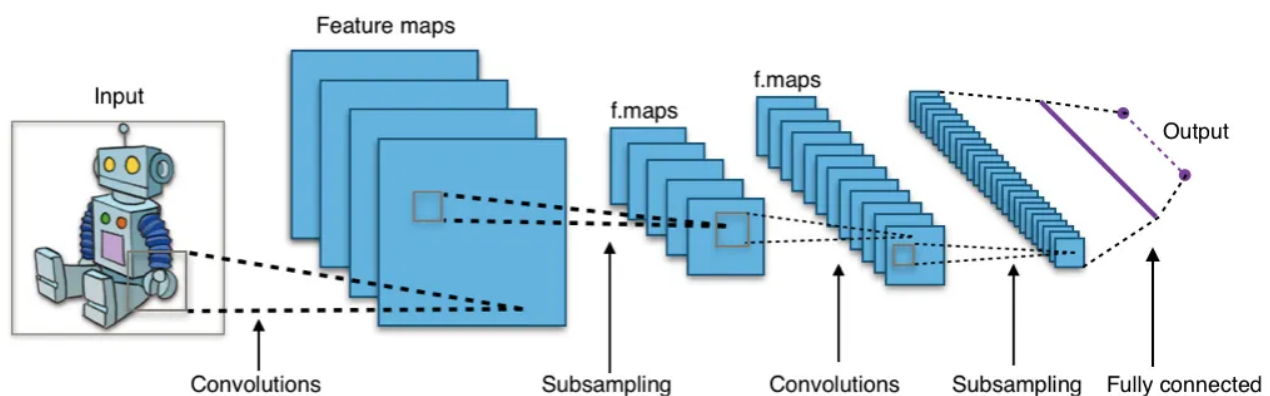 Feature maps
f.maps
Input
f.maps
Output
Convolutions
Subsampling
Convolutions
Subsampling
Fully connected